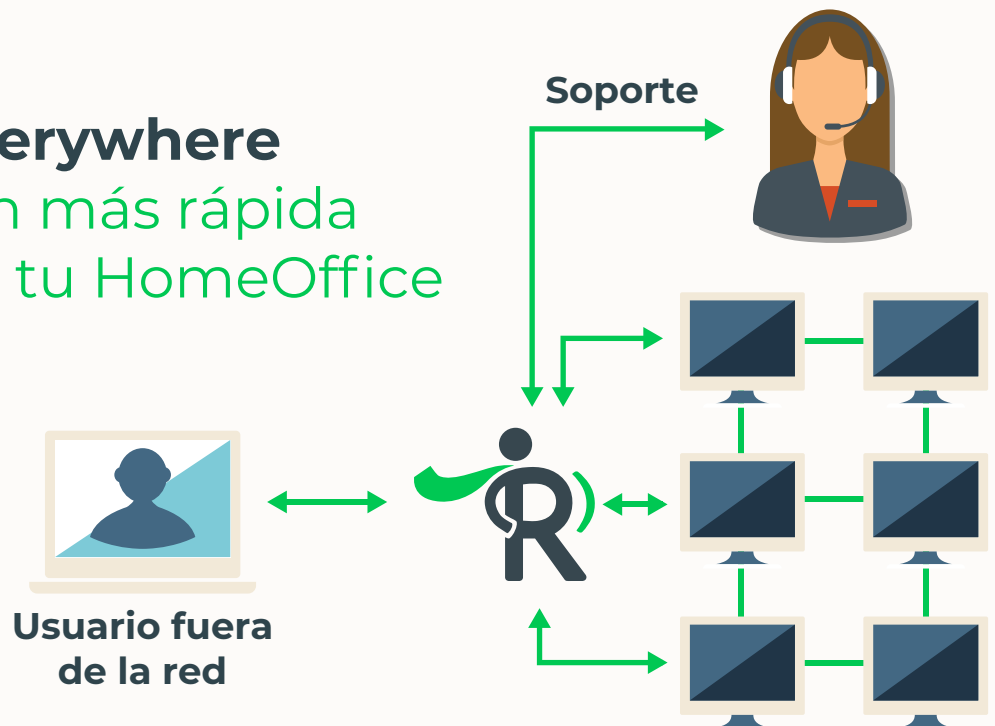 Soporte
erywhere
n más rápida
tu HomeOffice
Usuario fuera
de la red